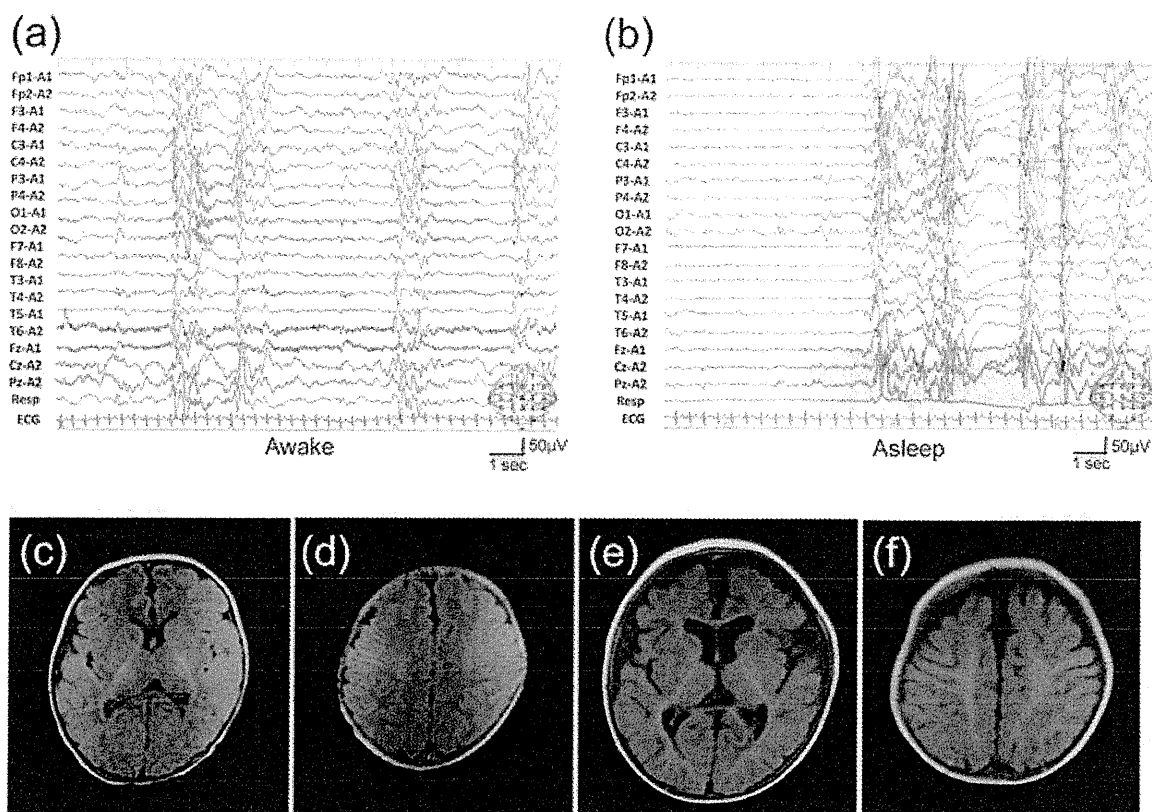 (a)
Fp1-A1
Fp2-A2
F3-A1
F4-A2
C3-A1
C4-A2
P3-A1
P4-A2
O1-A1
O2-A2
F7-A1
F8-A2
T3-A1
T4-A2
T5-A1
T6-A2
Fz-A1
Cz-A2
Pz-A2
Resp
ECG
Awake
50μV
1 sec
(b)
Fp1-A1
Fp2-A2
F3-A1
F4-A2
C3-A1
C4-A2
P3-A1
P4-A2
O1-A1
O2-A2
F7-A1
F8-A2
T3-A1
T4-A2
T5-A1
T6-A2
Fz-A1
Cz-A2
Pz-A2
Resp
ECG
Asleep
50μV
1 sec
(c)
(d)
(e)
(f)